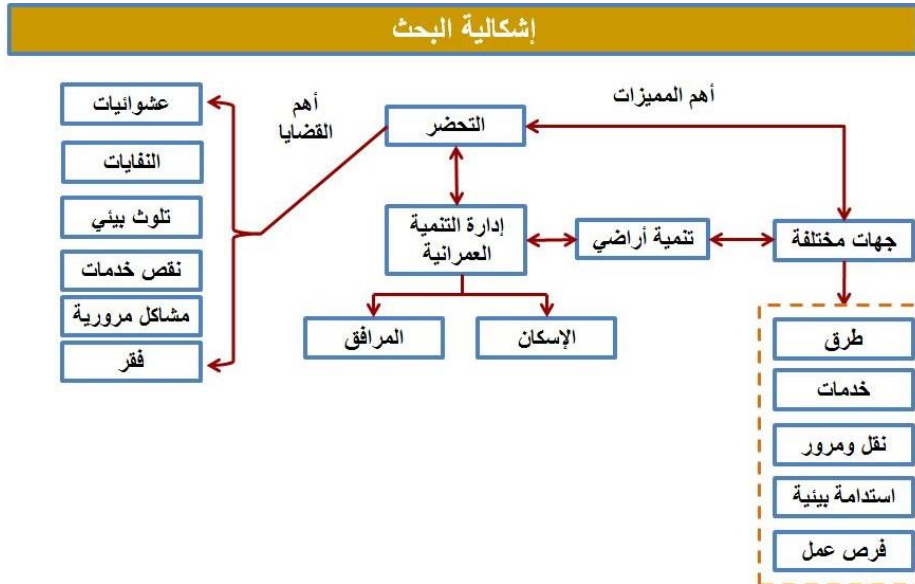 إشكالية البحث
أهم المميزات
أهم
القضايا
التحضر
عشوائيات
النفايات
تلوث بيئي
نقص خدمات
مشاكل مرورية
فقر
إدارة التنمية
العمرانية
تنمية أراضي
جهات مختلفة
الإسكان
المرافق
طرق
خدمات
نقل ومرور
استدامة بيئية
فرص عمل